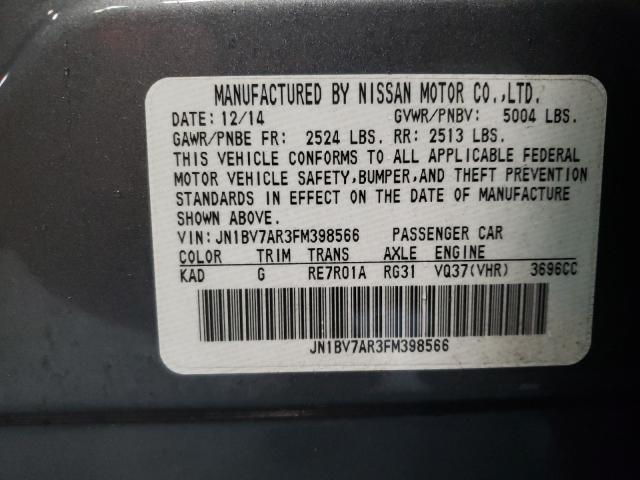 MANUFACTURED BY NISSAN MOTOR CO.,LTD.
DATE: 12/14 GVWR/PNBV: 5004 LBS.
GAWR/PNBE FR: 2524 LBS. RR: 2513 LBS.
THIS VEHICLE CONFORMS TO ALL APPLICABLE FEDERAL
MOTOR VEHICLE SAFETY,BUMPER,AND THEFT PREVENTION
STANDARDS IN EFFECT ON THE DATE OF MANUFACTURE
SHOWN ABOVE.
VIN:JN1BV7AR3FM398566 PASSENGER CAR
COLOR TRIM TRANS AXLE ENGINE
KAD G RE7R01A RG31 VQ37(VHR) 3696CC
JN1BV7AR3FM398566